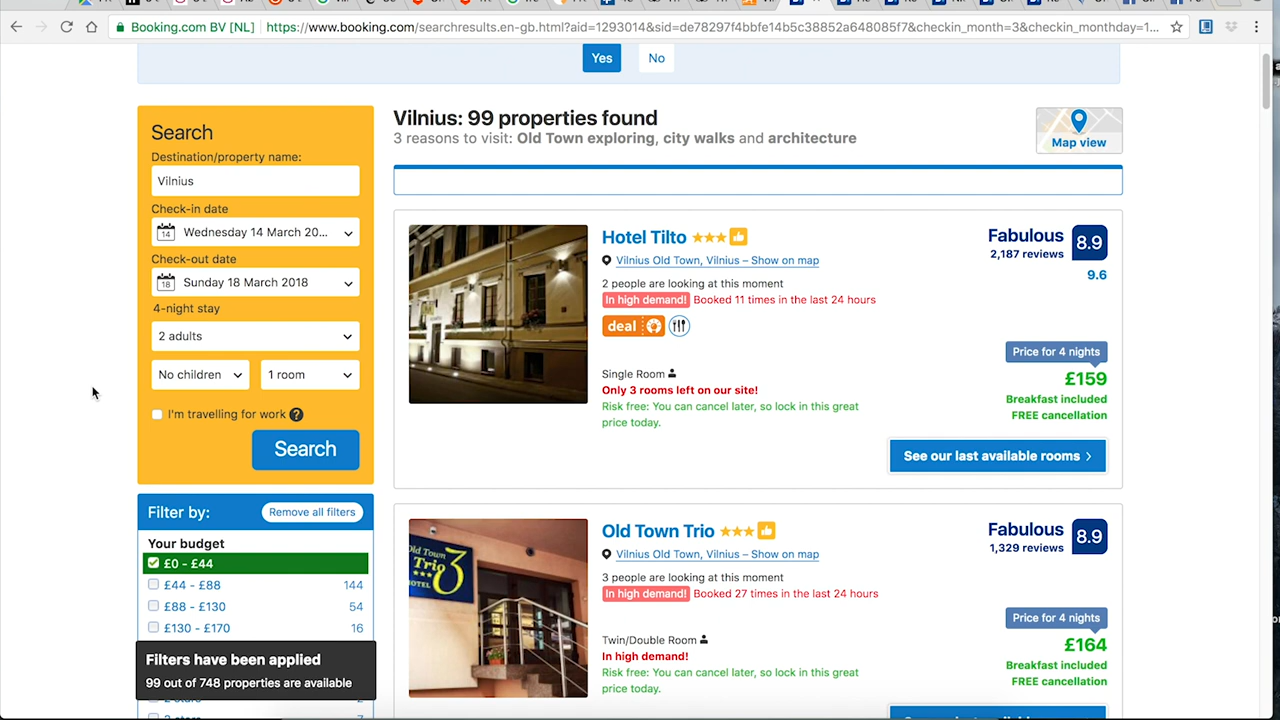 Booking.com BV [NL]
https://www.booking.com/searchresults.en-gb.html?aid=1293014&sid=de78297f4bbfe14b5c38852a648085f7&checkin_month=3&checkin_monthday=1...
Yes
No
Search
Destination/property name:
Vilnius
Check-in date
14
Wednesday 14 March 20...
Check-out date
18
Sunday 18 March 2018
4-night stay
2 adults
No children
1 room
I'm travelling for work ?
Search
Filter by:
Remove all filters
Your budget
£0 - £44
£44 - £88 144
£88 - £130 54
£130 - £170 16
Filters have been applied
99 out of 748 properties are available
Vilnius: 99 properties found
3 reasons to visit: Old Town exploring, city walks and architecture
Map view
Hotel Tilto
Vilnius Old Town, Vilnius – Show on map
2 people are looking at this moment
In high demand! Booked 11 times in the last 24 hours
deal
Single Room
Only 3 rooms left on our site!
Risk free: You can cancel later, so lock in this great
price today.
Fabulous 8.9
2,187 reviews
9.6
Price for 4 nights
£159
Breakfast included
FREE cancellation
See our last available rooms
Old Town
Trio 3
HOTEL
Old Town Trio
Vilnius Old Town, Vilnius – Show on map
3 people are looking at this moment
In high demand! Booked 27 times in the last 24 hours
Twin/Double Room
In high demand!
Risk free: You can cancel later, so lock in this great
price today.
Fabulous 8.9
1,329 reviews
Price for 4 nights
£164
Breakfast included
FREE cancellation